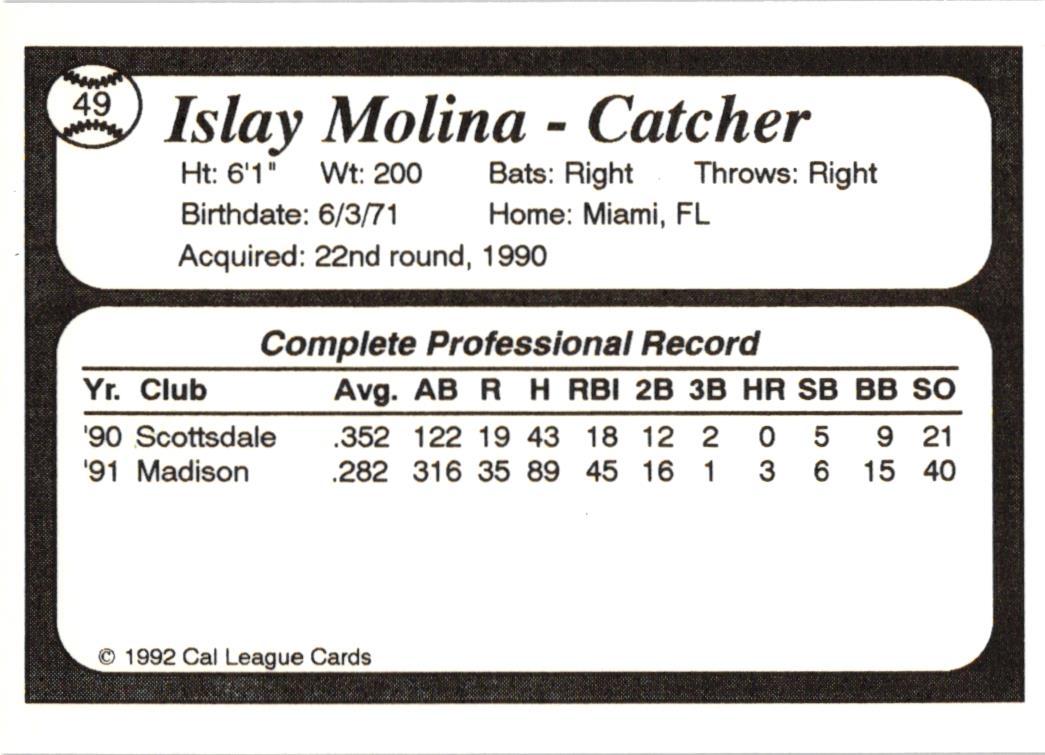 49
Islay Molina - Catcher
Ht: 6'1" Wt: 200 Bats: Right Throws: Right
Birthdate: 6/3/71 Home: Miami, FL
Acquired: 22nd round, 1990
Complete Professional Record
Yr. Club Avg. AB R H RBI 2B 3B HR SB BB SO
'90 Scottsdale .352 122 19 43 18 12 2 0 5 9 21
'91 Madison .282 316 35 89 45 16 1 3 6 15 40
© 1992 Cal League Cards